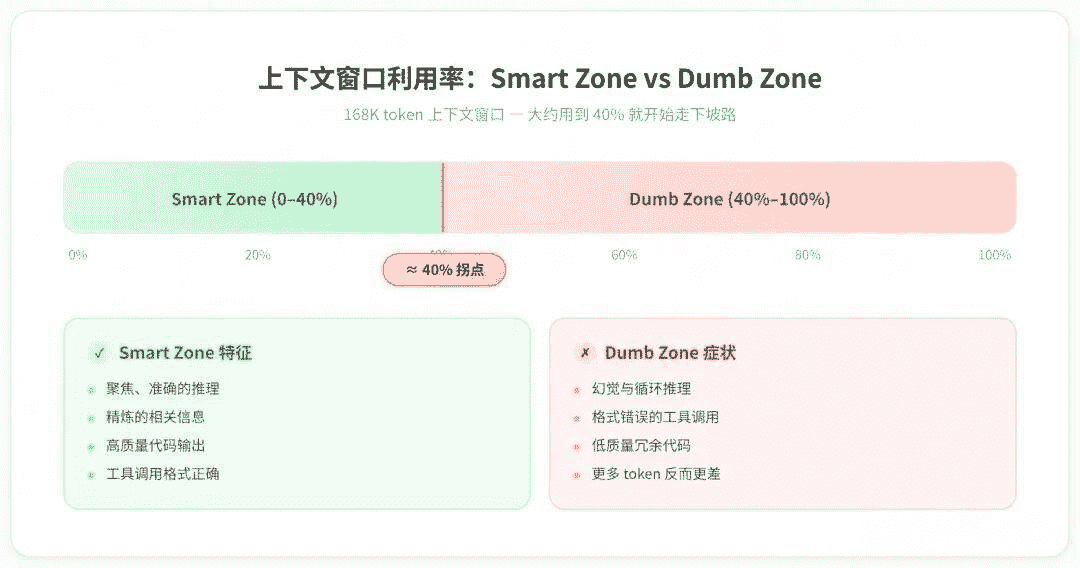 上下文窗口利用率：Smart Zone vs Dumb Zone
168K token 上下文窗口 — 大约用到 40% 就开始走下坡路
Smart Zone (0–40%)
Dumb Zone (40%–100%)
0%
20%
40%
60%
80%
100%
≈ 40% 拐点
✓ Smart Zone 特征
聚焦、准确的推理
精炼的相关信息
高质量代码输出
工具调用格式正确
✗ Dumb Zone 症状
幻觉与循环推理
格式错误的工具调用
低质量冗余代码
更多 token 反而更差